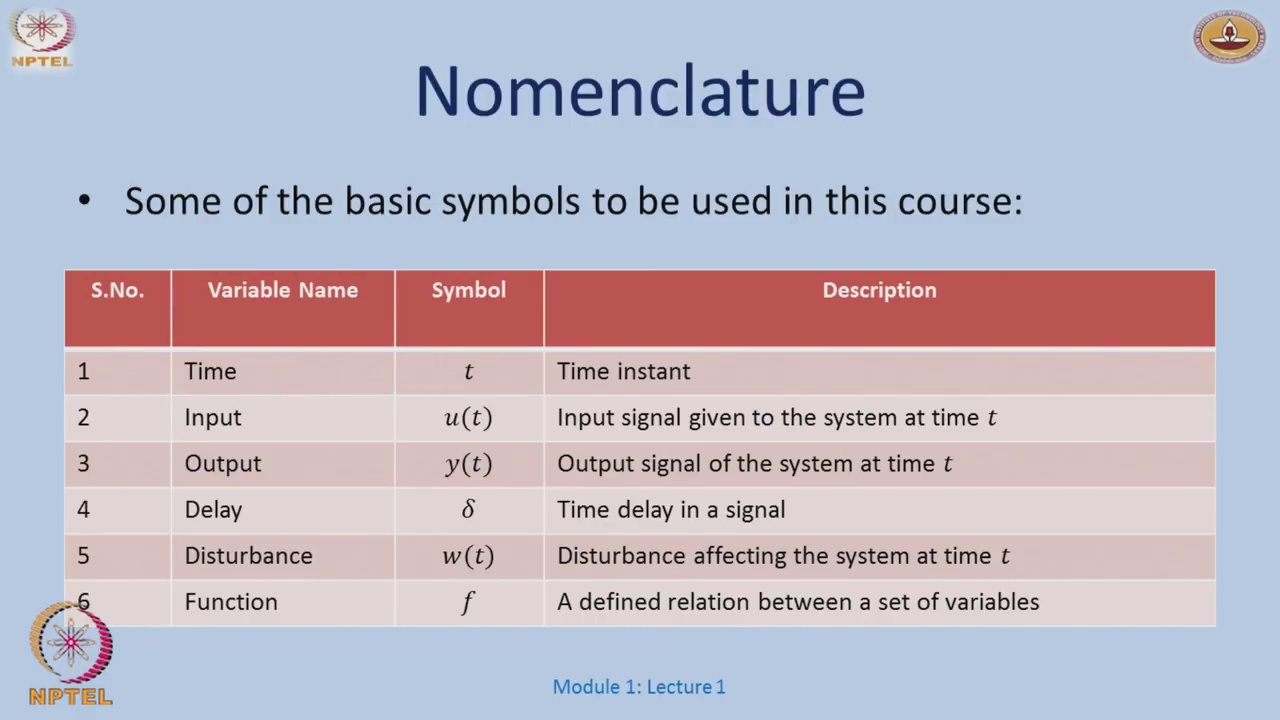 NPTEL
Nomenclature
• Some of the basic symbols to be used in this course:
S.No. Variable Name Symbol Description
1 Time t Time instant
2 Input u(t) Input signal given to the system at time t
3 Output y(t) Output signal of the system at time t
4 Delay δ Time delay in a signal
5 Disturbance w(t) Disturbance affecting the system at time t
6 Function f A defined relation between a set of variables
NPTEL
Module 1: Lecture 1